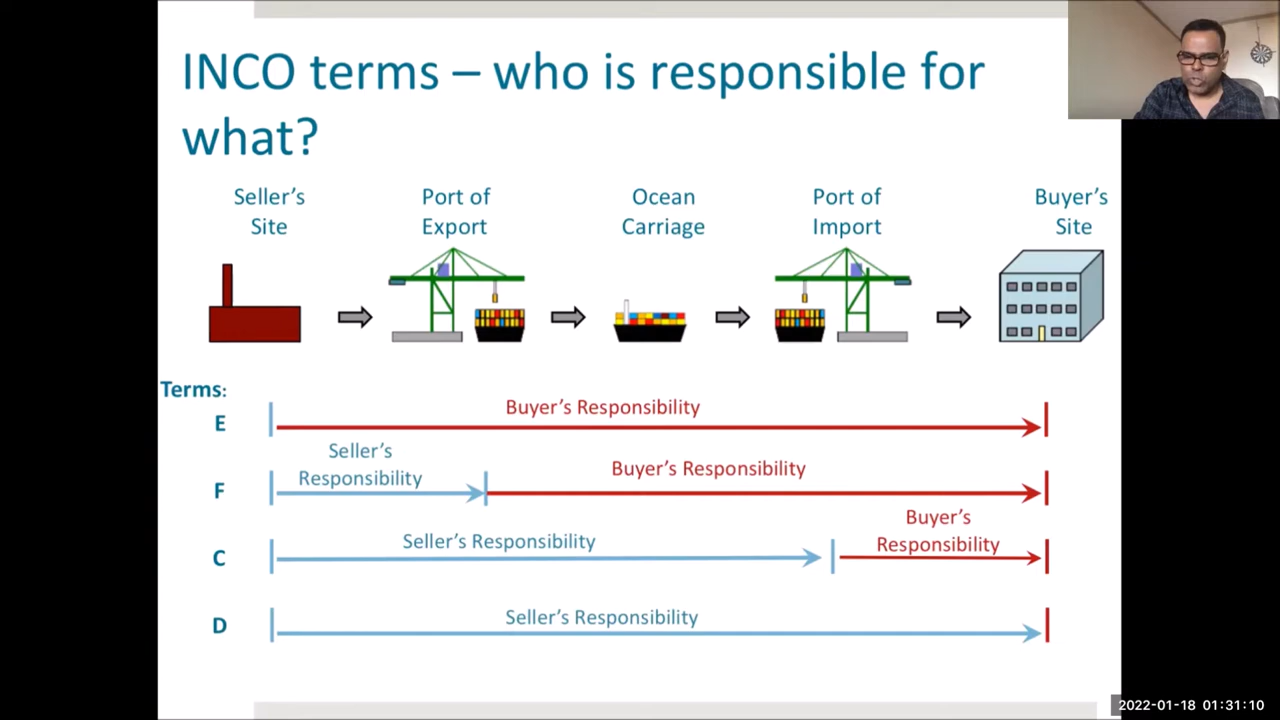 INCO terms – who is responsible for
what?
Seller's
Site
Port of
Export
Ocean
Carriage
Port of
Import
Buyer's
Site
Terms:
E
Buyer's Responsibility
F
Seller's
Responsibility
Buyer's Responsibility
C
Seller's Responsibility
Buyer's
Responsibility
D
Seller's Responsibility
2022-01-18 01:31:10